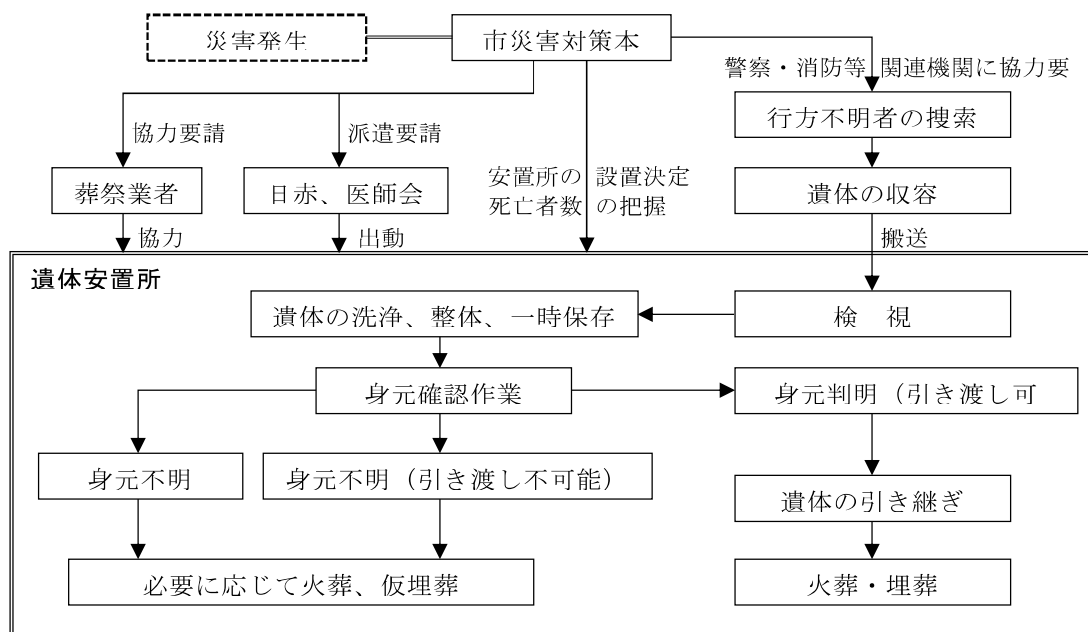 災害発生
市災害対策本
警察・消防等 関連機関に協力要
協力要請
派遣要請
行方不明者の捜索
葬祭業者
日赤、医師会
安置所の 設置決定
死亡者数 の把握
遺体の収容
協力
出動
搬送
遺体安置所
遺体の洗浄、整体、一時保存
検 視
身元確認作業
身元判明（引き渡し可
身元不明
身元不明（引き渡し不可能）
遺体の引き継ぎ
必要に応じて火葬、仮埋葬
火葬・埋葬